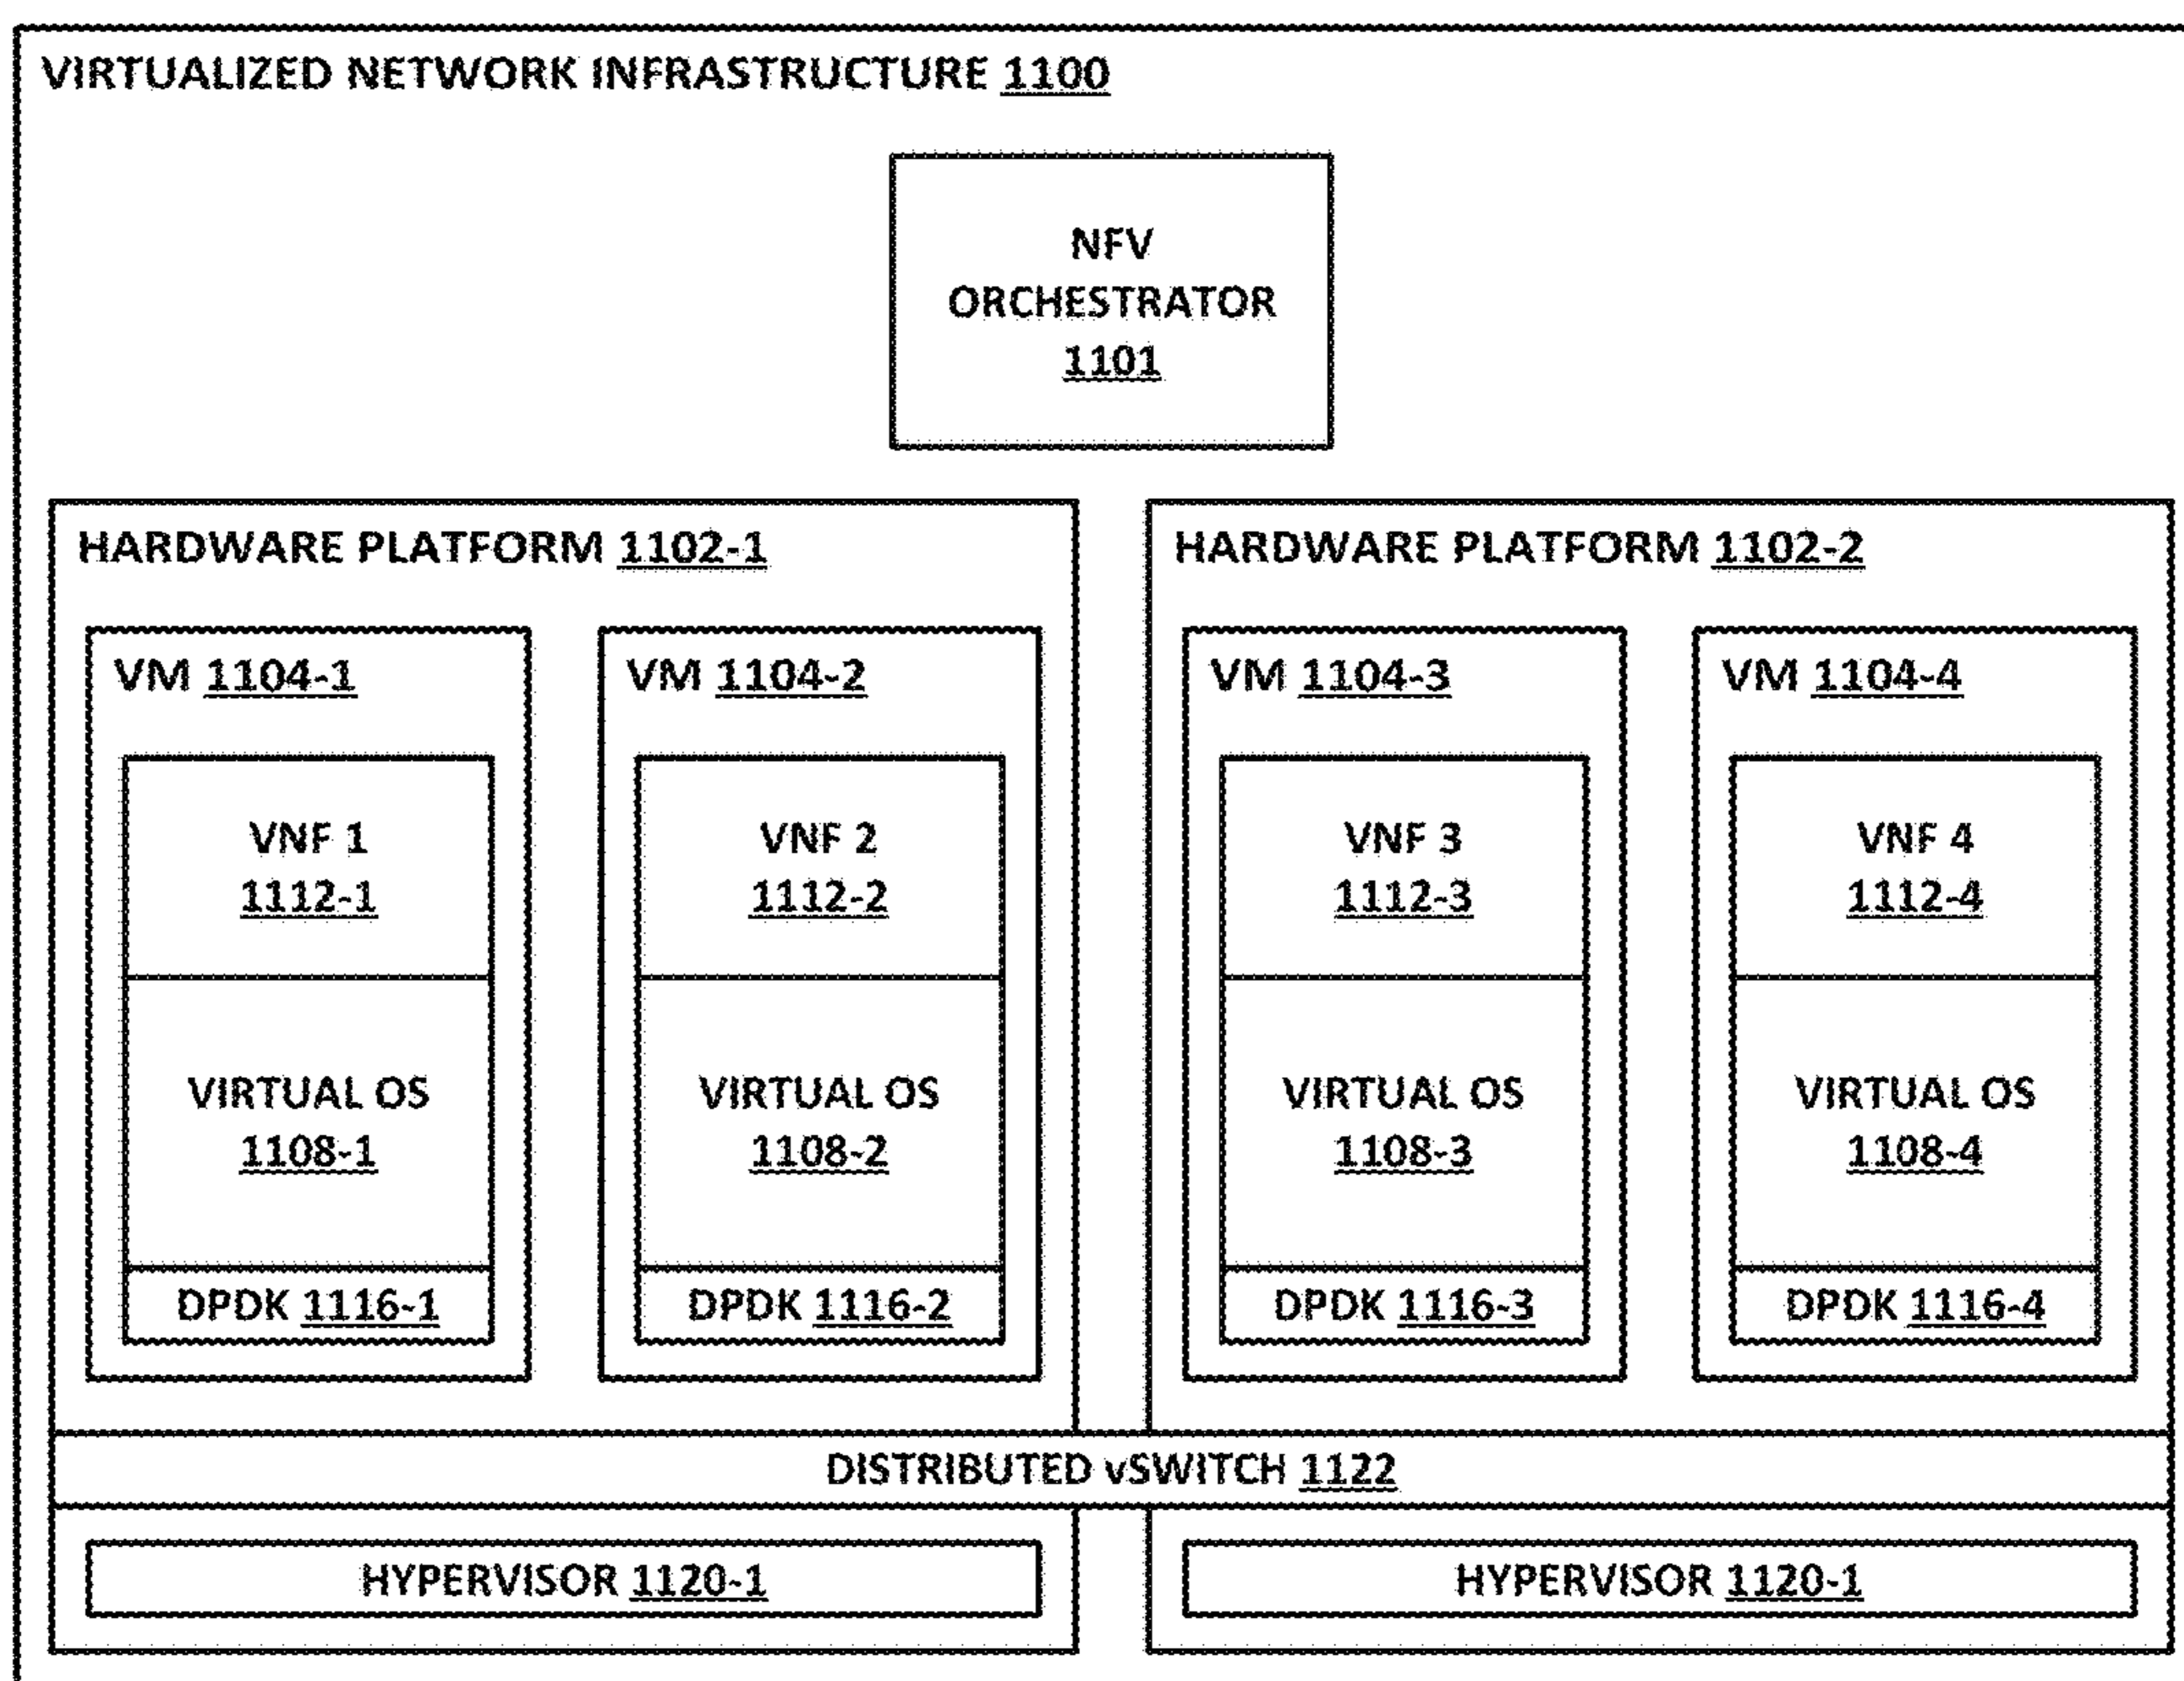 VIRTUALIZED NETWORK INFRASTRUCTURE 1100
NFV
ORCHESTRATOR
1101
HARDWARE PLATFORM 1102-1
VM 1104-1
VNF 1
1112-1
VIRTUAL OS
1108-1
DPDK 1116-1
VM 1104-2
VNF 2
1112-2
VIRTUAL OS
1108-2
DPDK 1116-2
HARDWARE PLATFORM 1102-2
VM 1104-3
VNF 3
1112-3
VIRTUAL OS
1108-3
DPDK 1116-3
VM 1104-4
VNF 4
1112-4
VIRTUAL OS
1108-4
DPDK 1116-4
DISTRIBUTED vSWITCH 1122
HYPERVISOR 1120-1
HYPERVISOR 1120-1